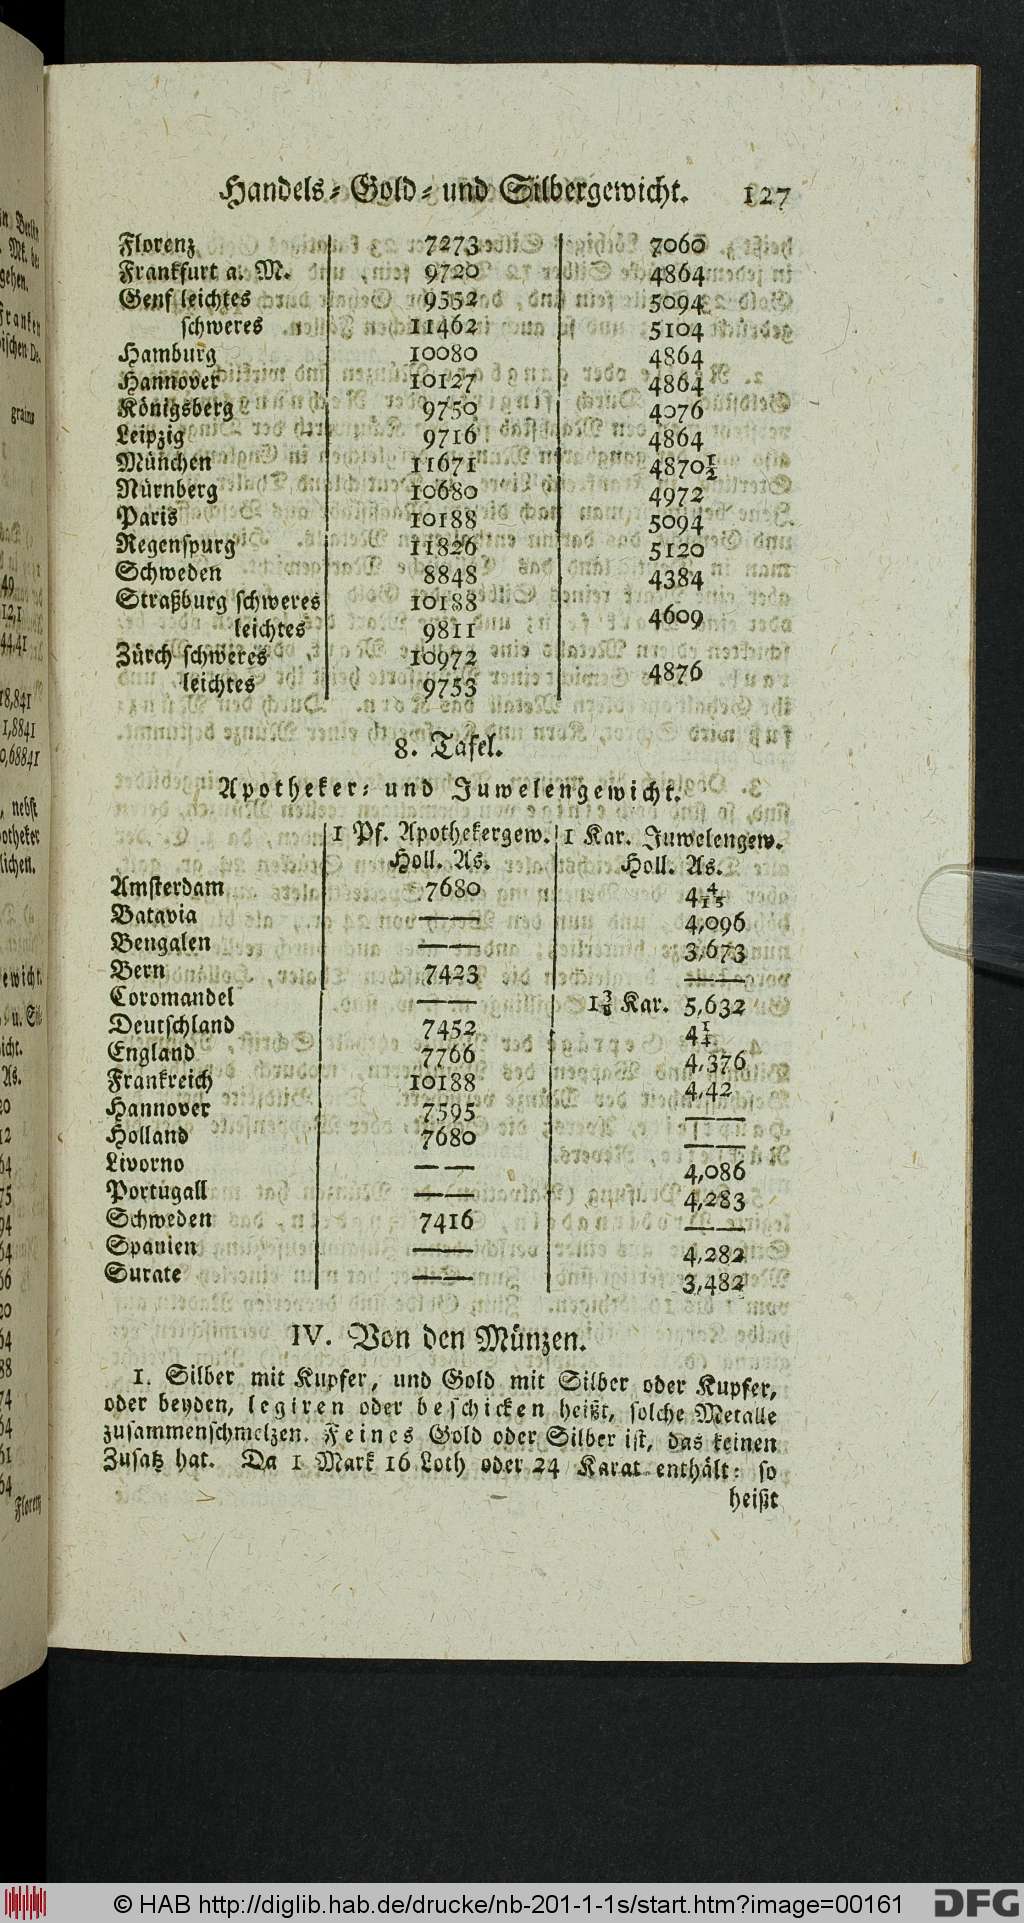 Handels- Gold- und Silbergewicht. 127
Florenz 7273 7060
Frankfurt a. M. 9720 4864
Genf leichtes 9552 5094
schweres 11462 5104
Hamburg 10080 4864
Hannover 10127 4864
Königsberg 9750 4076
Leipzig 9716 4864
München 11671 4870½
Nürnberg 10680 4972
Paris 10188 5094
Regenspurg 11826 5120
Schweden 8848 4384
Straßburg schweres 10188
leichtes 9811 4609
Zürch schweres 10972
leichtes 9753 4876
8. Tafel.
Apotheker- und Juwelengewicht.
1 Pf. Apothekergew. 1 Kar. Juwelengew.
Holl. As. Holl. As.
Amsterdam 7680 4 4/15
Batavia — — 4,096
Bengalen — — 3,673
Bern 7423 — —
Coromandel — — 1⅜ Kar. 5,632
Deutschland 7452 4¼
England 7766 4,376
Frankreich 10188 4,42
Hannover 7595 — —
Holland 7680 — —
Livorno — — 4,086
Portugall — — 4,283
Schweden 7416 — —
Spanien — — 4,282
Surate — — 3,482
IV. Von den Münzen.
1. Silber mit Kupfer, und Gold mit Silber oder Kupfer,
oder beyden, legiren oder beschicken heißt, solche Metalle
zusammenschmelzen. Feines Gold oder Silber ist, das keinen
Zusatz hat. Da 1 Mark 16 Loth oder 24 Karat enthält: so
heißt
© HAB http://diglib.hab.de/drucke/nb-201-1-1s/start.htm?image=00161 DFG